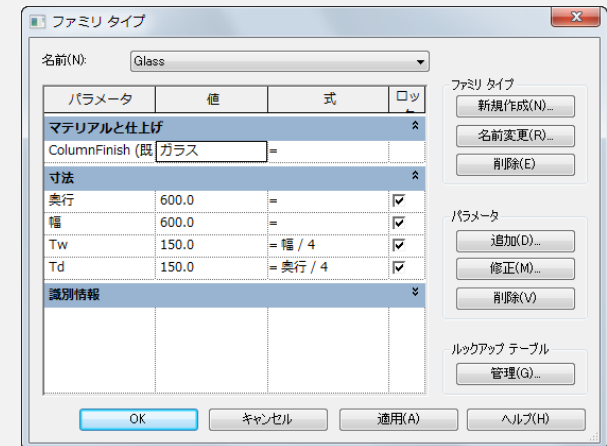 ファミリ タイプ
名前(N): Glass
パラメータ 値 式 ロッ
マテリアルと仕上げ
ColumnFinish (既 ガラス =
寸法
奥行 600.0 =
幅 600.0 =
Tw 150.0 = 幅 / 4
Td 150.0 = 奥行 / 4
識別情報
ファミリ タイプ
新規作成(N)...
名前変更(R)...
削除(E)
パラメータ
追加(D)...
修正(M)...
削除(V)
ルックアップ テーブル
管理(G)...
OK キャンセル 適用(A) ヘルプ(H)